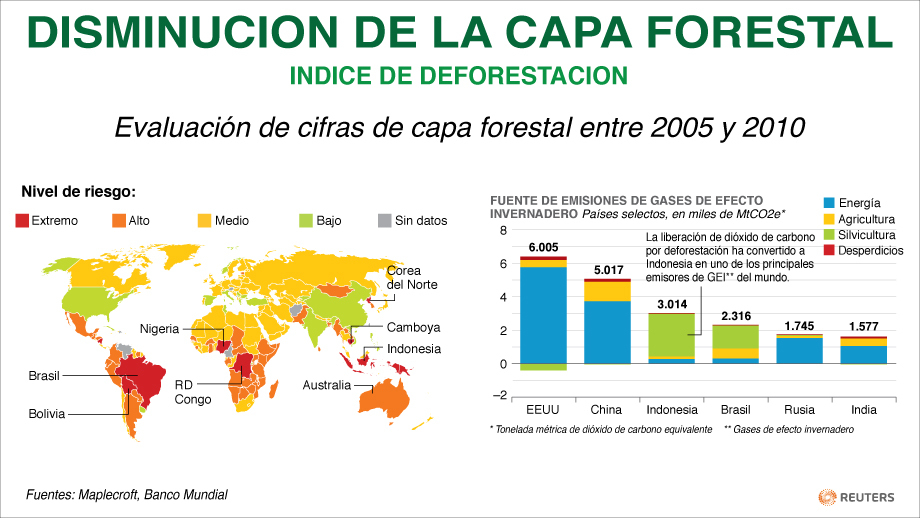 DISMINUCION DE LA CAPA FORESTAL
INDICE DE DEFORESTACION
Evaluación de cifras de capa forestal entre 2005 y 2010
Nivel de riesgo:
Extremo
Alto
Medio
Bajo
Sin datos
Corea
del Norte
Nigeria
Camboya
Indonesia
Brasil
RD
Congo
Australia
Bolivia
FUENTE DE EMISIONES DE GASES DE EFECTO
INVERNADERO Países selectos, en miles de MtCO2e*
Energía
Agricultura
Silvicultura
Desperdicios
La liberación de dióxido de carbono
por deforestación ha convertido a
Indonesia en uno de los principales
emisores de GEI** del mundo.
8
6
4
2
0
−2
6.005
5.017
3.014
2.316
1.745
1.577
EEUU
China
Indonesia
Brasil
Rusia
India
* Tonelada métrica de dióxido de carbono equivalente
** Gases de efecto invernadero
Fuentes: Maplecroft, Banco Mundial
REUTERS